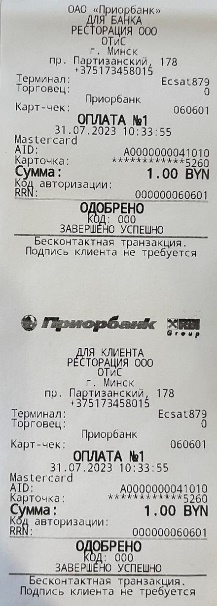 ОАО «Приорбанк»
ДЛЯ БАНКА
РЕСТОРАЦИЯ ООО
ОТиС
г. Минск
пр. Партизанский, 178
+375173458015
Терминал: Ecsat879
Торговец: 0
Приорбанк
Карт-чек: 060601
ОПЛАТА №1
31.07.2023 10:33:55
Mastercard
AID: A0000000041010
Карточка: ************5260
Сумма: 1.00 BYN
Код авторизации:
RRN: 000000060601
ОДОБРЕНО
КОД: 000
ЗАВЕРШЕНО УСПЕШНО
Бесконтактная транзакция.
Подпись клиента не требуется
Приорбанк RBI Group
ДЛЯ КЛИЕНТА
РЕСТОРАЦИЯ ООО
ОТиС
г. Минск
пр. Партизанский, 178
+375173458015
Терминал: Ecsat879
Торговец: 0
Приорбанк
Карт-чек: 060601
ОПЛАТА №1
31.07.2023 10:33:55
Mastercard
AID: A0000000041010
Карточка: ************5260
Сумма: 1.00 BYN
Код авторизации:
RRN: 000000060601
ОДОБРЕНО
КОД: 000
ЗАВЕРШЕНО УСПЕШНО
Бесконтактная транзакция.
Подпись клиента не требуется